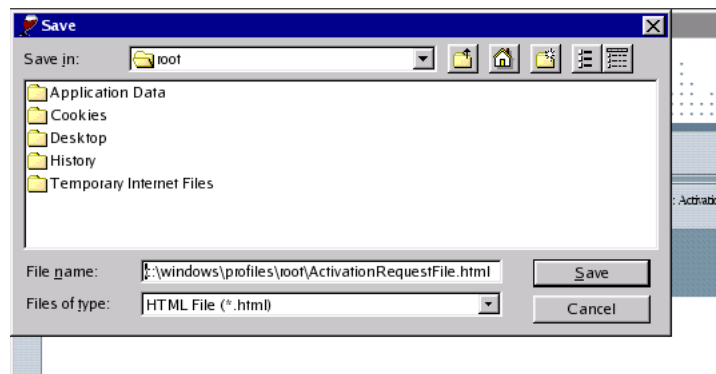 Save
Save in: root
Application Data
Cookies
Desktop
History
Temporary Internet Files
: Activatio
File name: :\windows\profiles\root\ActivationRequestFile.html Save
Files of type: HTML File (*.html) Cancel